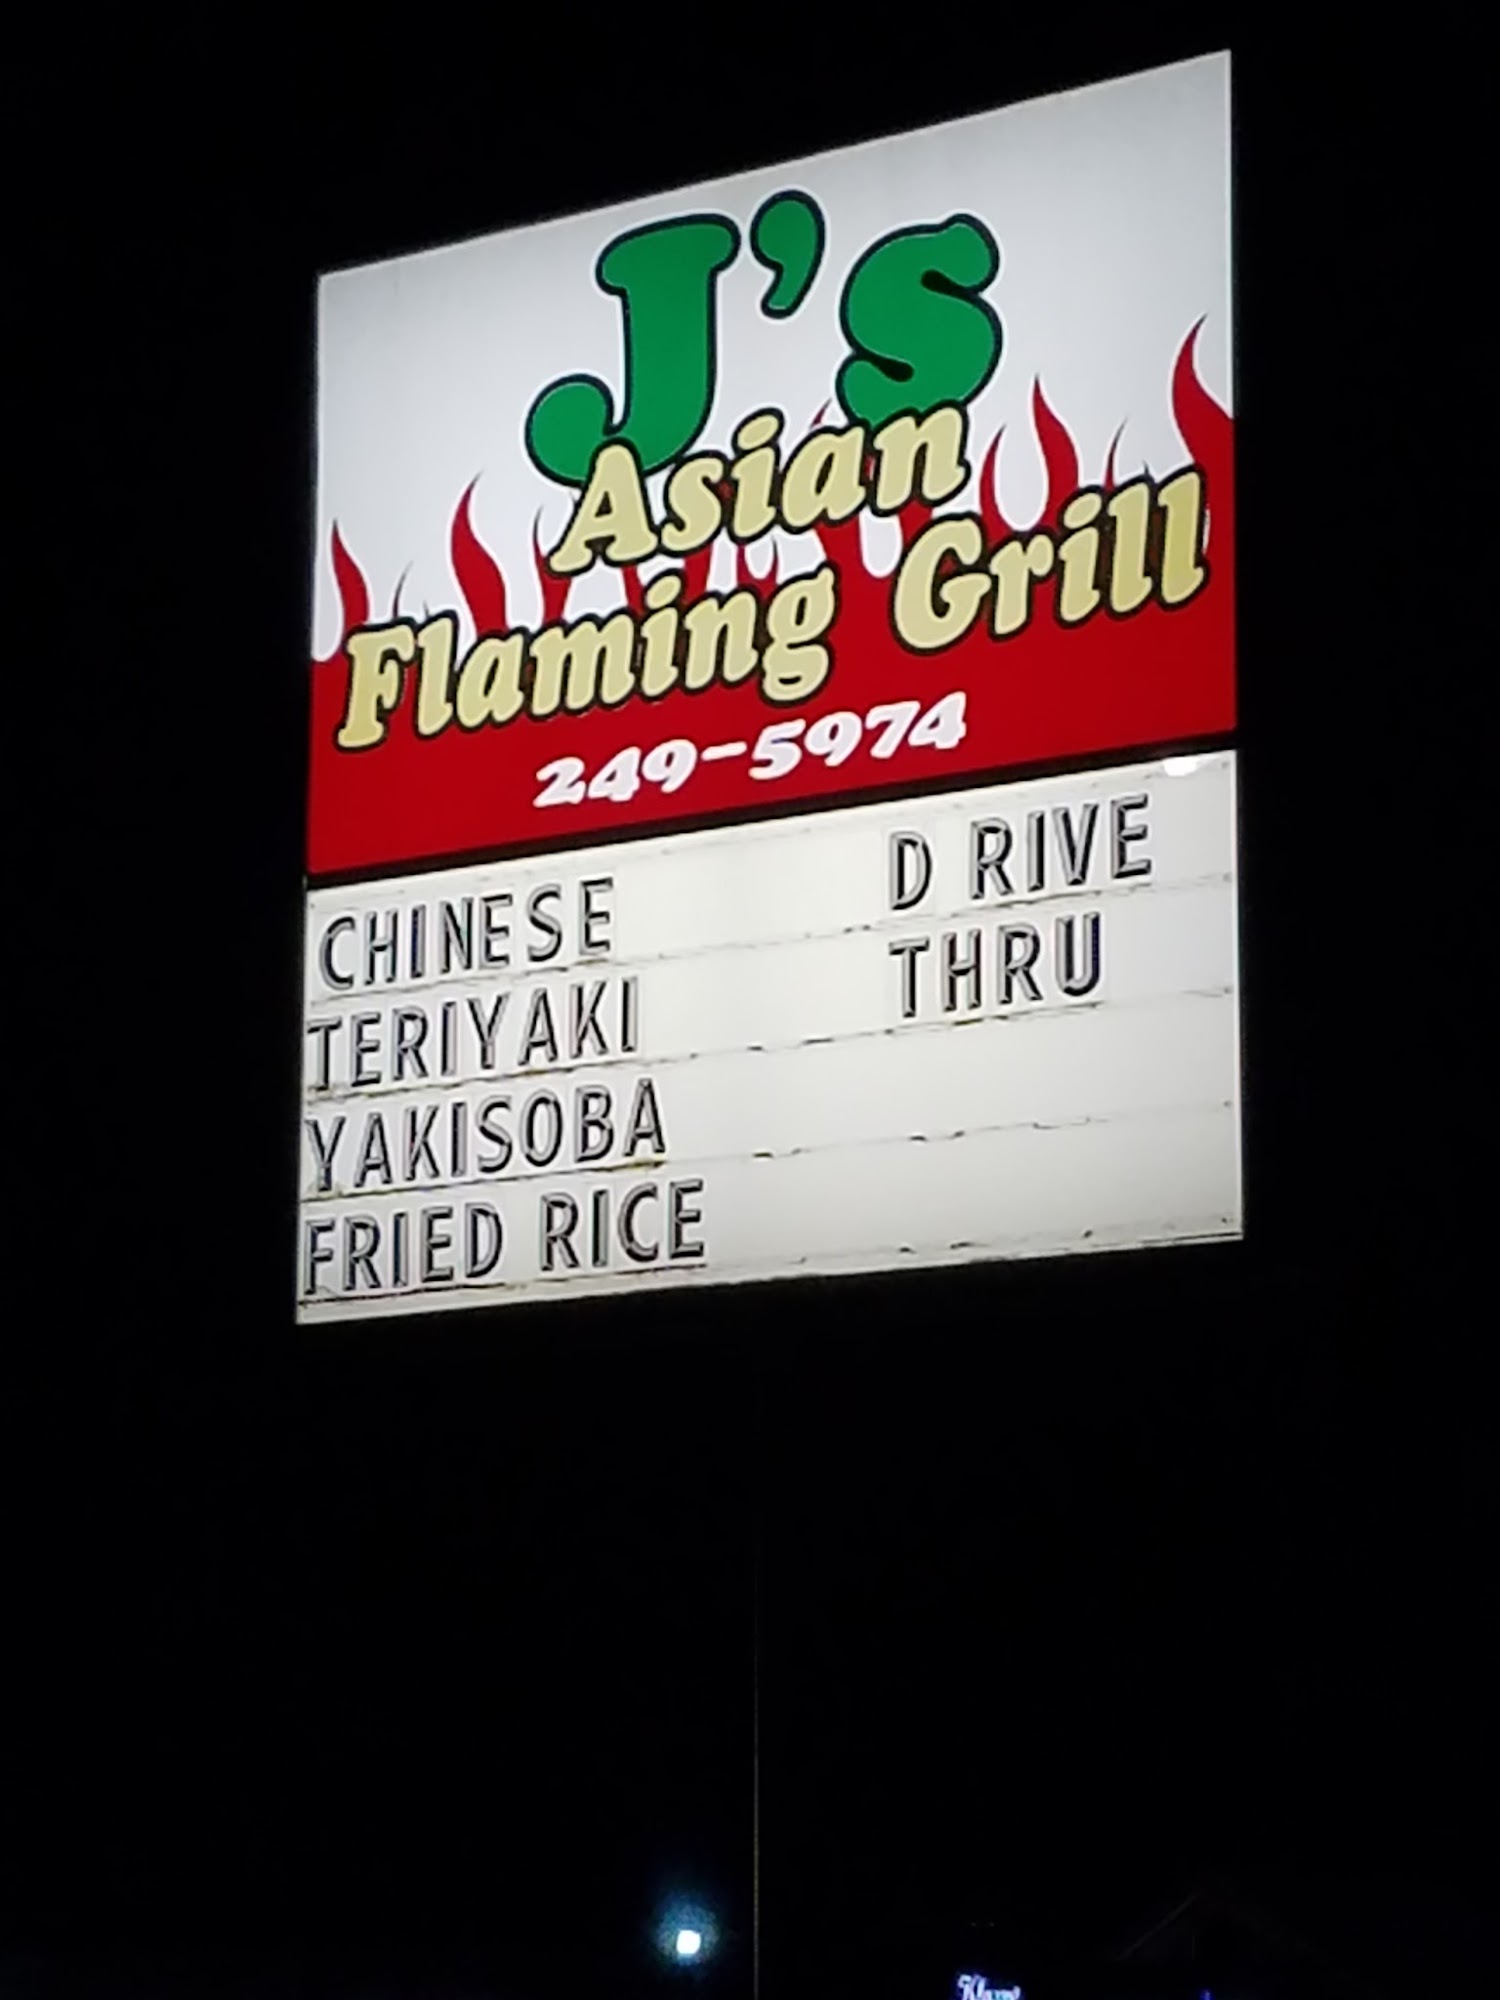 J's
Asian
Flaming Grill
249-5974
CHINESE
TERIYAKI
YAKISOBA
FRIED RICE
D RIVE
THRU